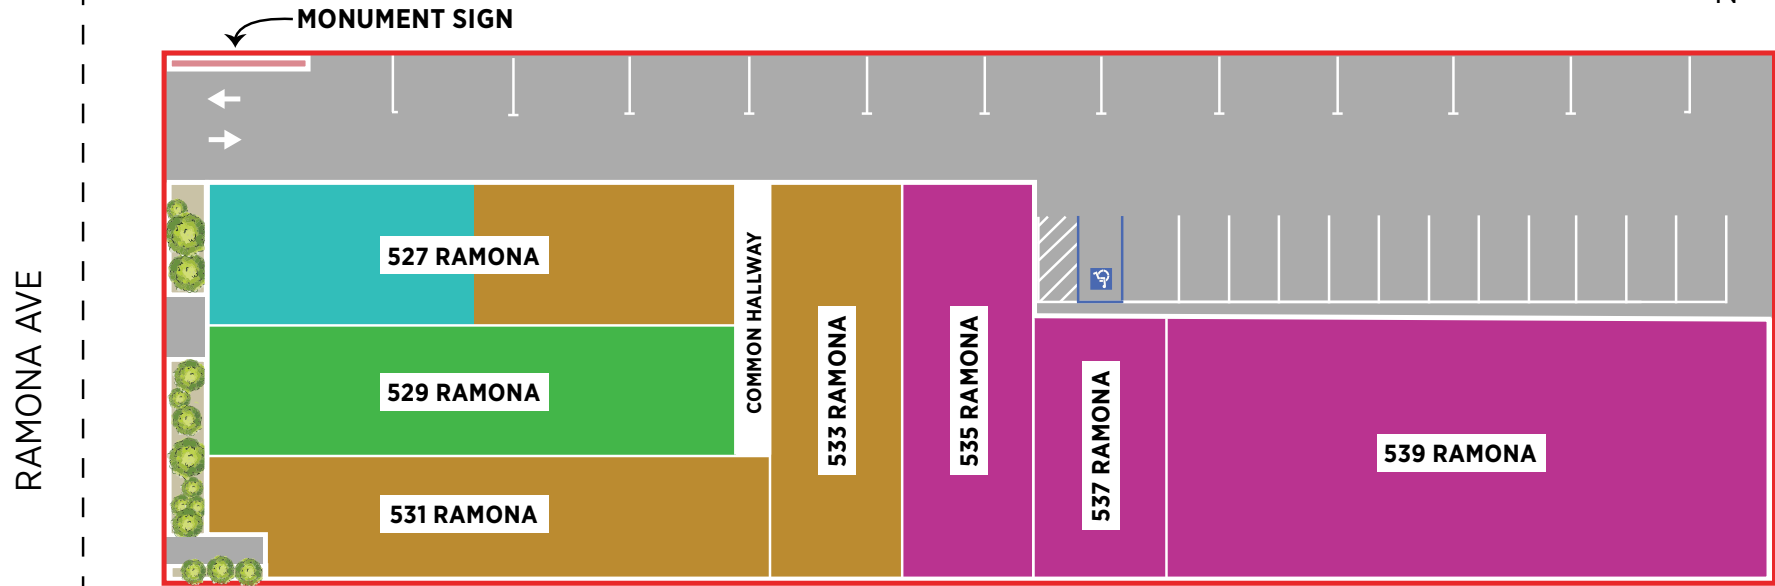 N
MONUMENT SIGN
RAMONA AVE
527 RAMONA
529 RAMONA
531 RAMONA
COMMON HALLWAY
533 RAMONA
535 RAMONA
537 RAMONA
539 RAMONA